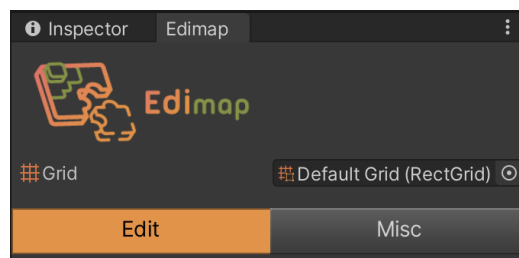 Inspector
Edimap
Edimap
Grid
Default Grid (RectGrid)
Edit
Misc